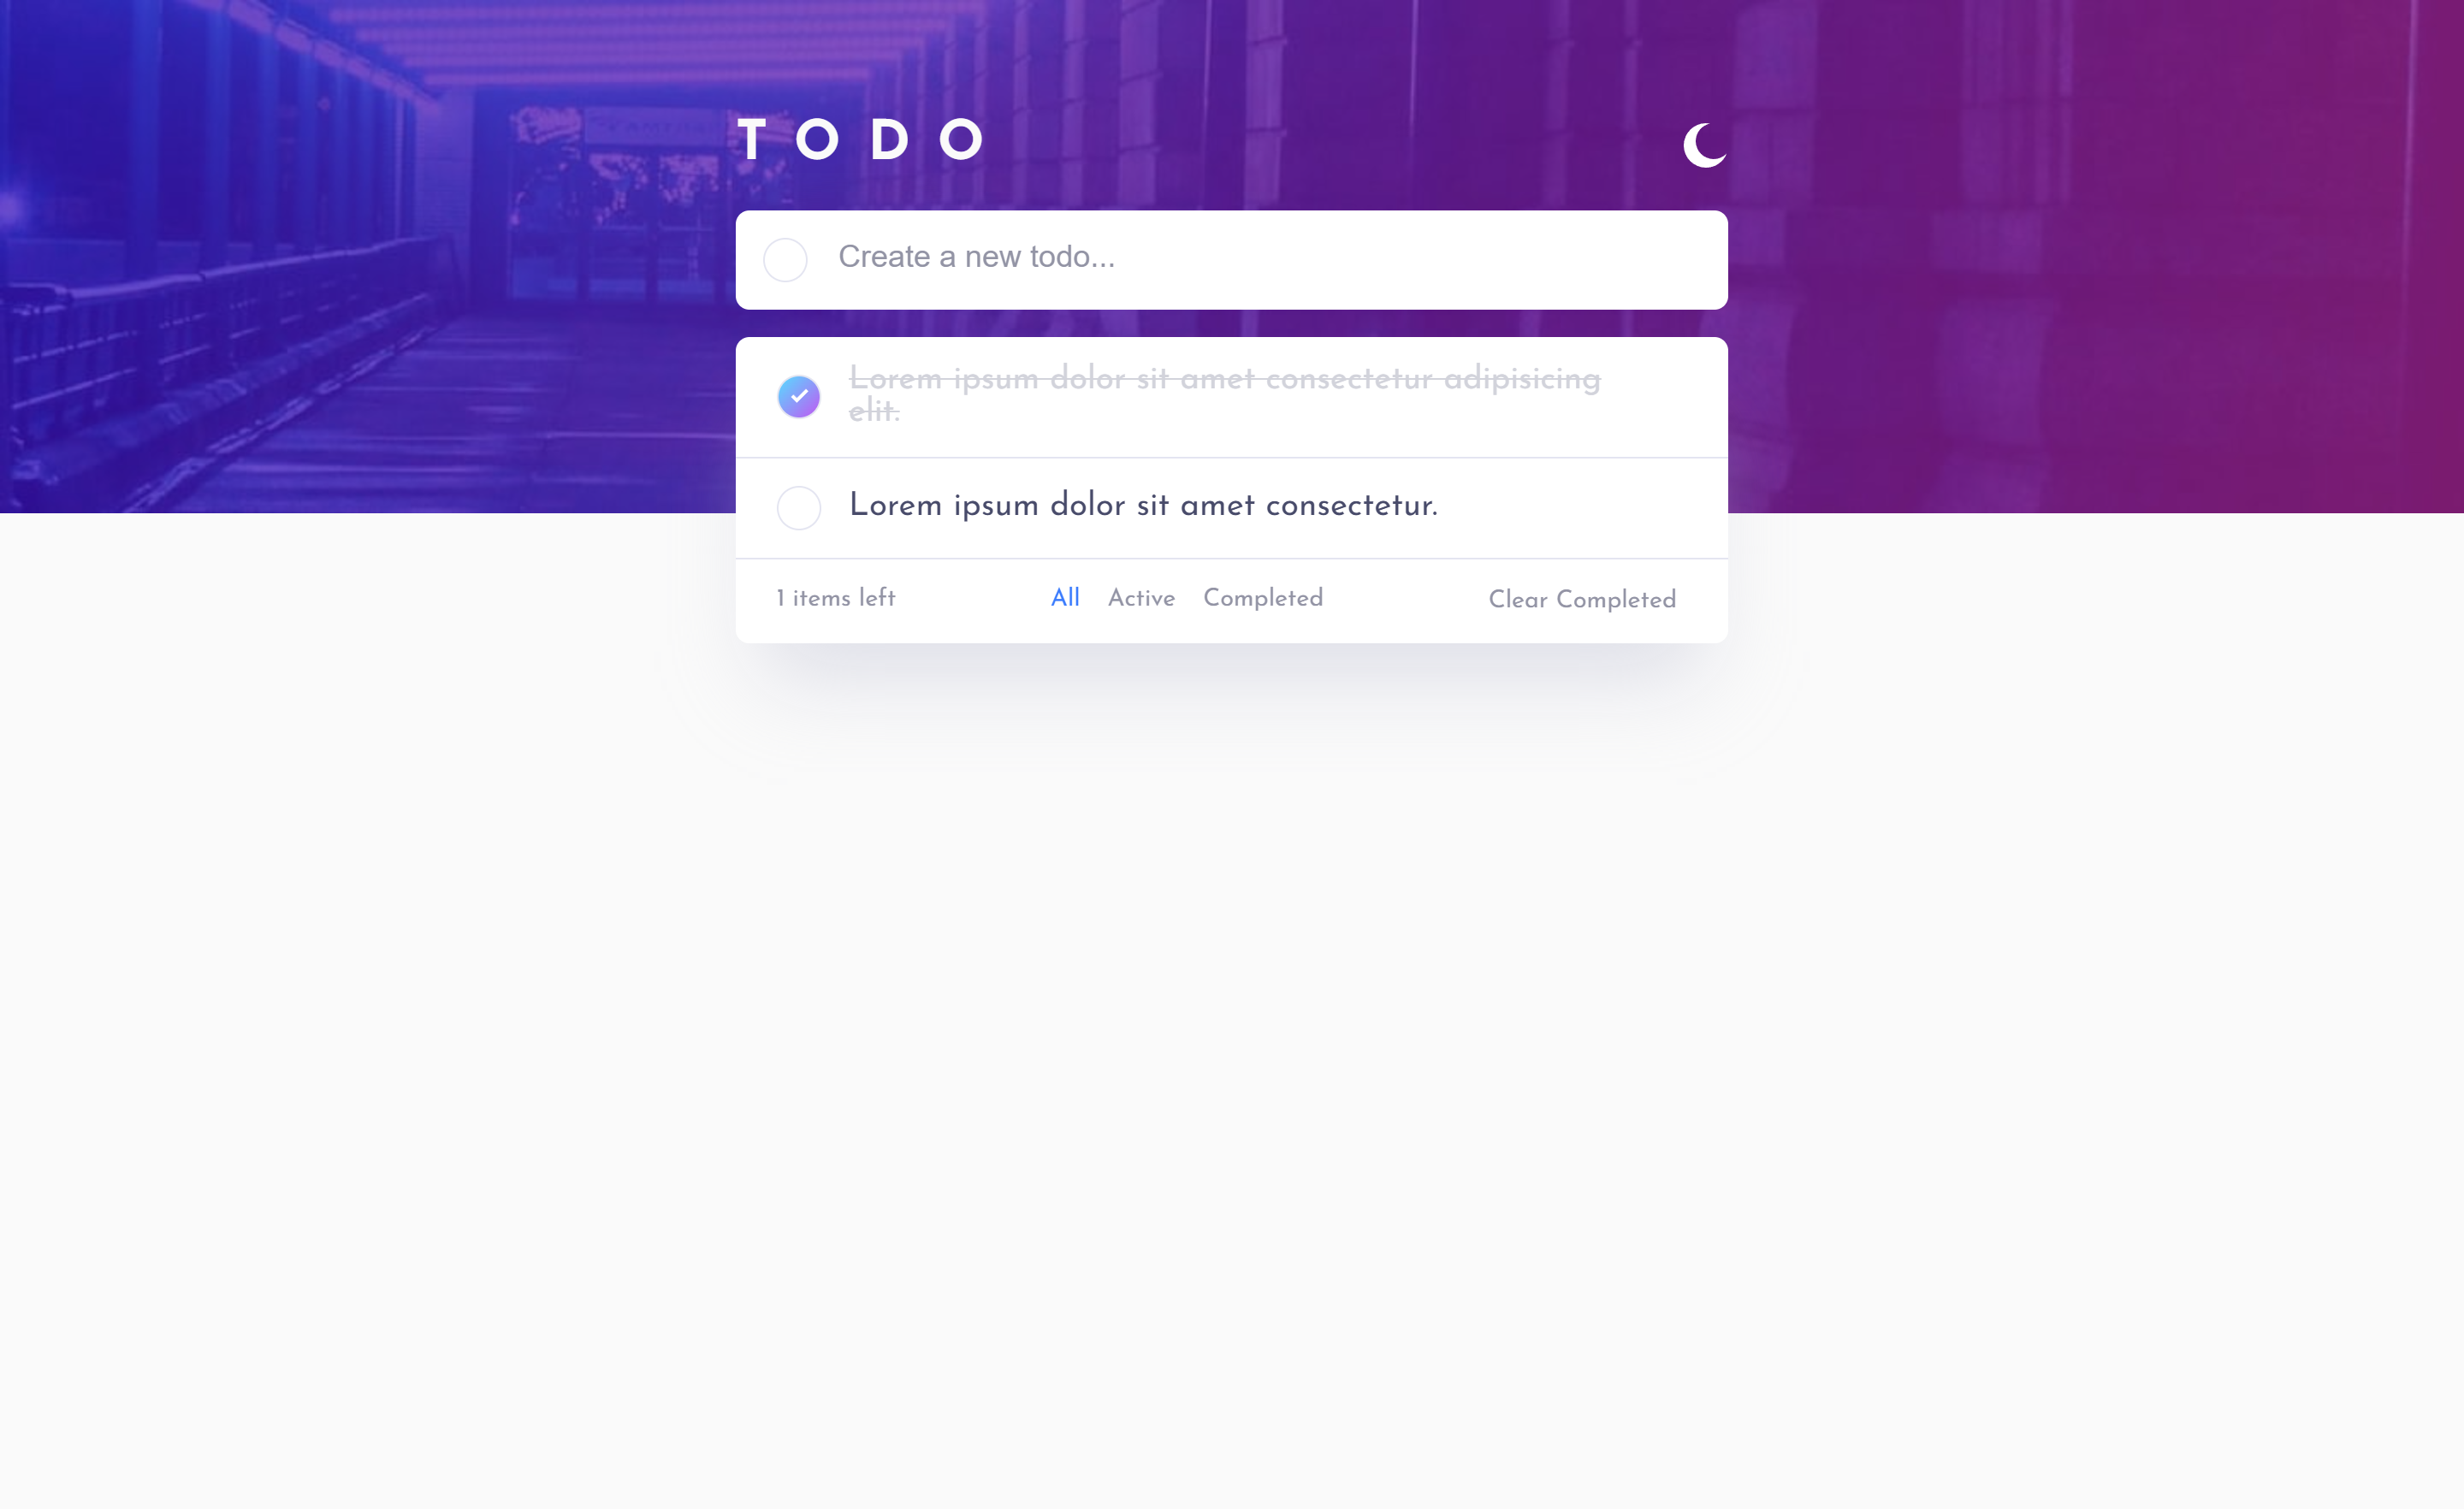 TODO
Create a new todo...
Lorem ipsum dolor sit amet consectetur adipisicing
elit.
Lorem ipsum dolor sit amet consectetur.
1 items left All Active Completed Clear Completed